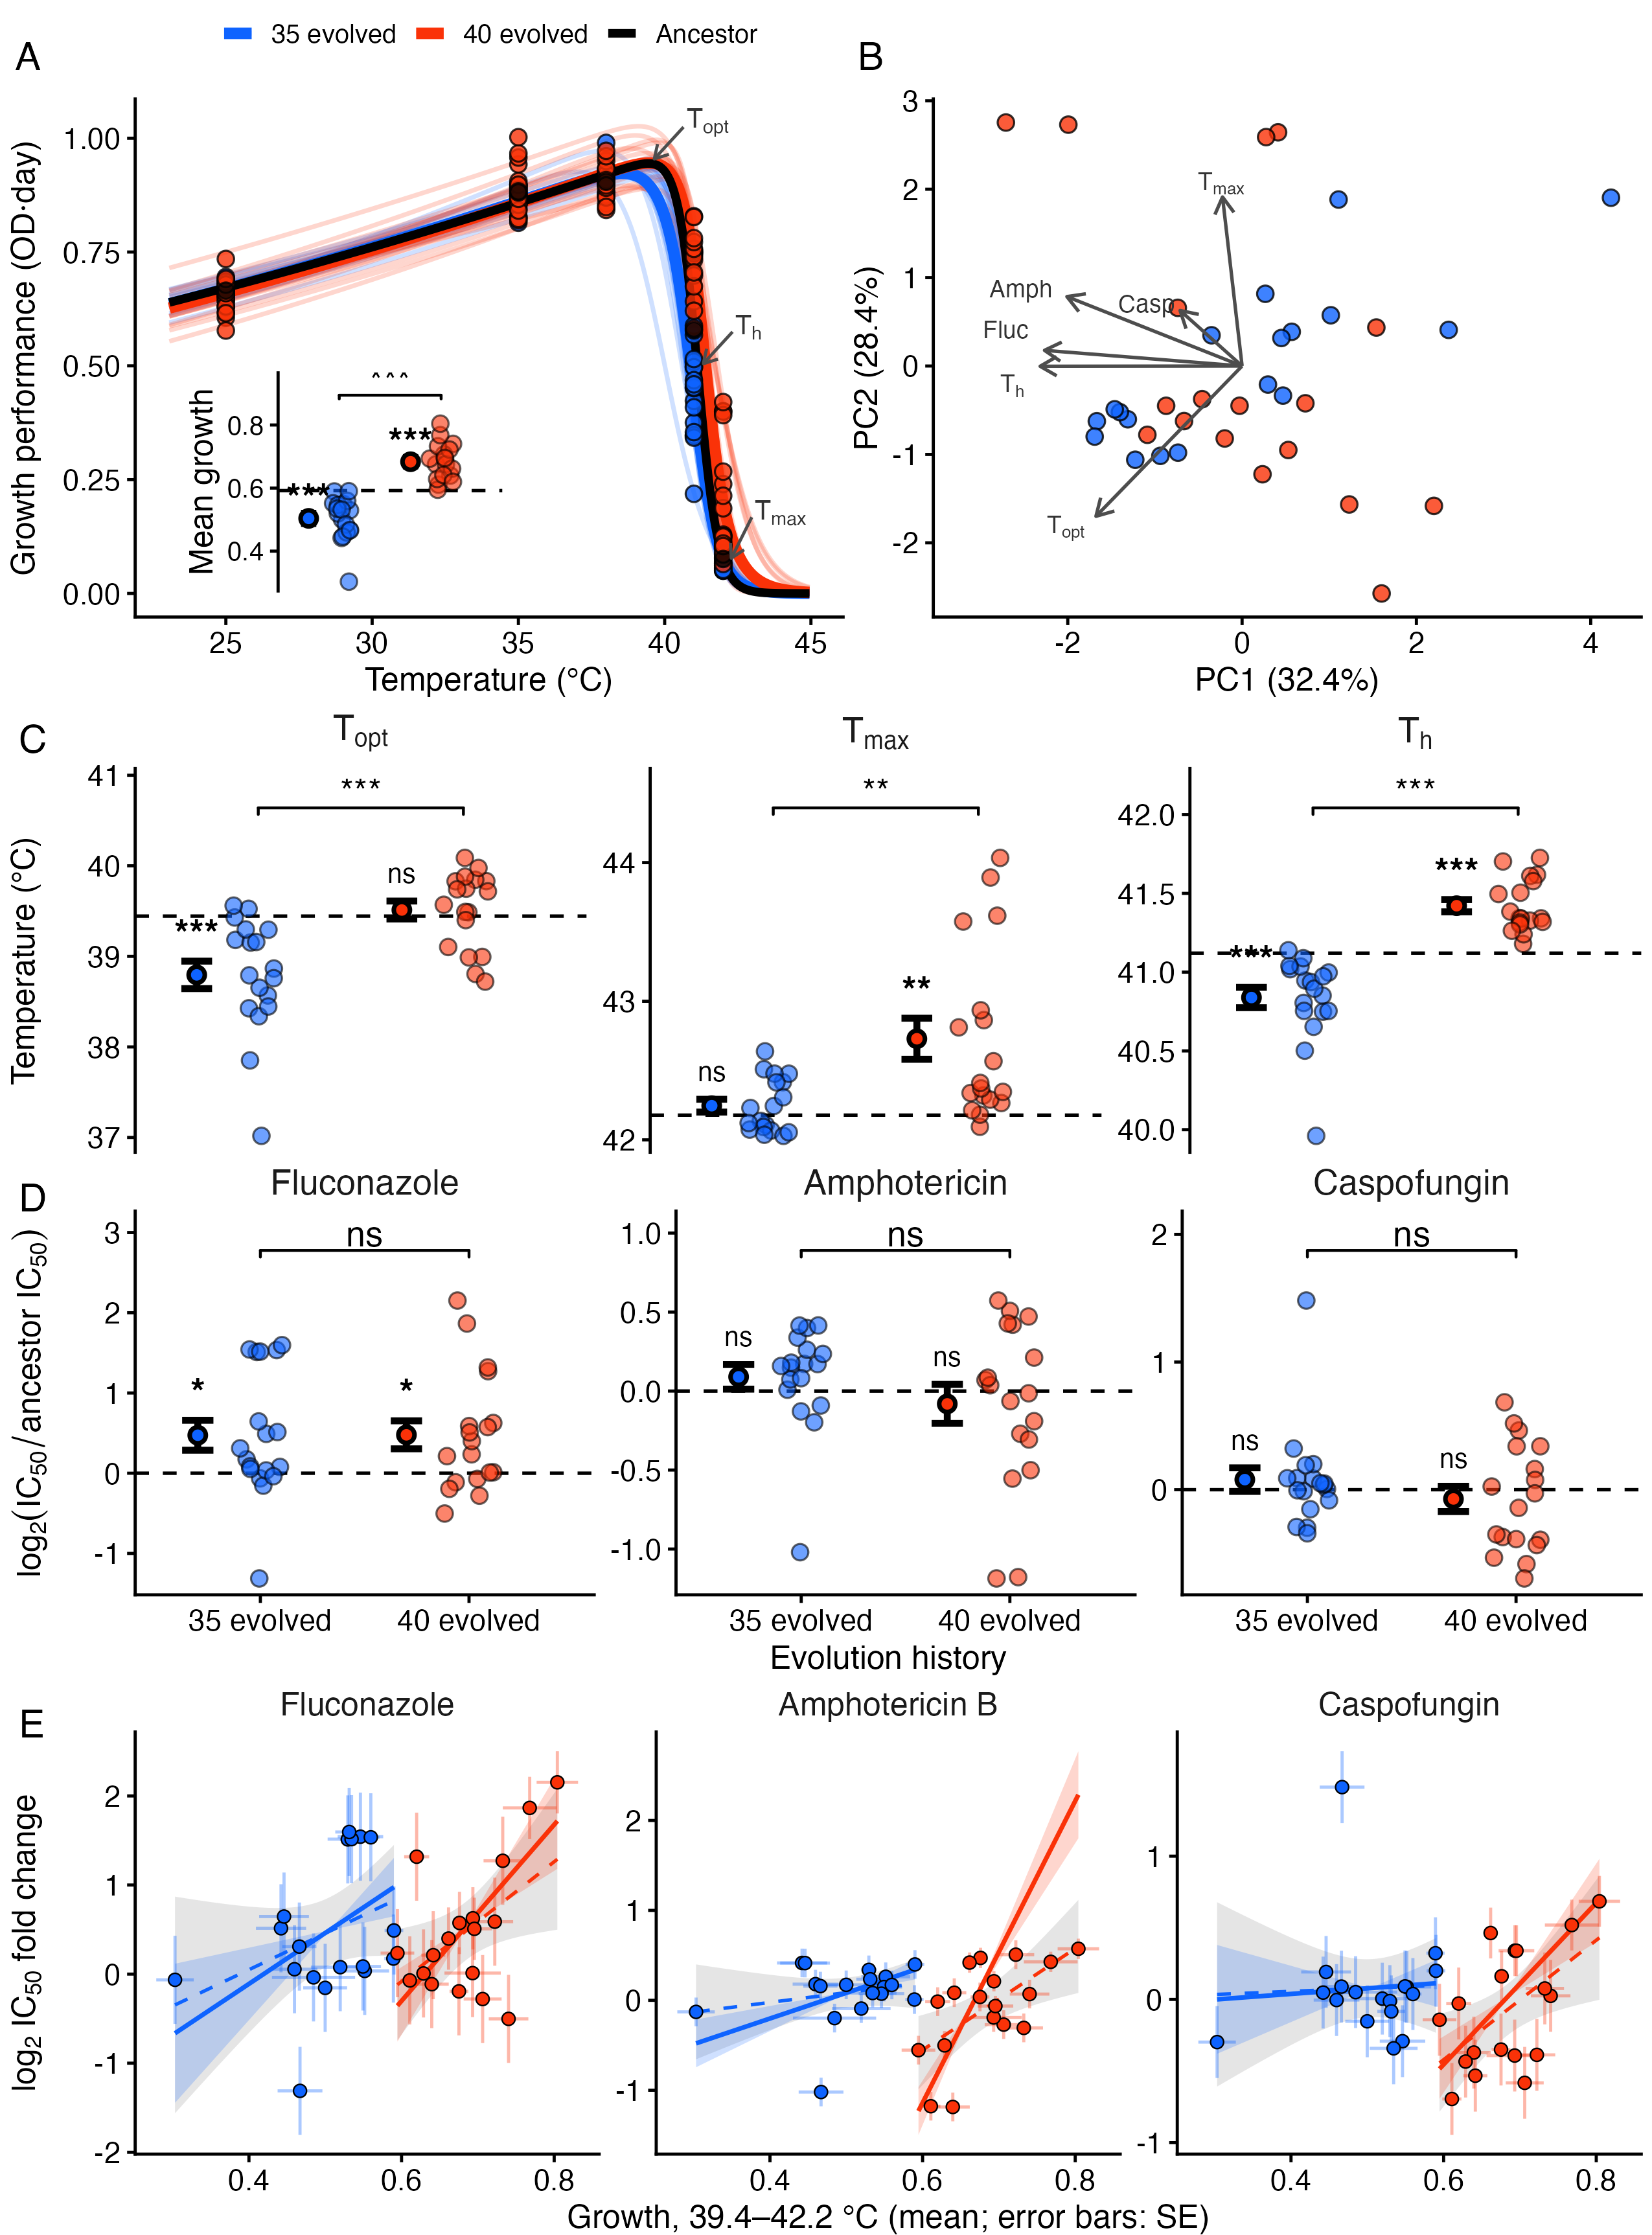 35 evolved 40 evolved Ancestor
A
B
Growth performance (OD·day)
1.00
0.75
0.50
0.25
0.00
25 30 35 40 45
Temperature (°C)
Topt
Th
Tmax
Mean growth
0.8
0.6
0.4
^^^
***
***
PC2 (28.4%)
3
2
1
0
-1
-2
-2 0 2 4
PC1 (32.4%)
Tmax
Amph
Casp
Fluc
Th
Topt
C
Topt Tmax Th
Temperature (°C)
41
40
39
38
37
***
***
ns
44
43
42
**
ns
**
42.0
41.5
41.0
40.5
40.0
***
***
***
D
Fluconazole Amphotericin Caspofungin
log2(IC50/ancestor IC50)
3
2
1
0
-1
ns
*
*
1.0
0.5
0.0
-0.5
-1.0
ns
ns
ns
2
1
0
ns
ns
ns
35 evolved 40 evolved 35 evolved 40 evolved 35 evolved 40 evolved
Evolution history
E
Fluconazole Amphotericin B Caspofungin
log2 IC50 fold change
2
1
0
-1
-2
2
1
0
-1
1
0
-1
0.4 0.6 0.8 0.4 0.6 0.8 0.4 0.6 0.8
Growth, 39.4–42.2 °C (mean; error bars: SE)